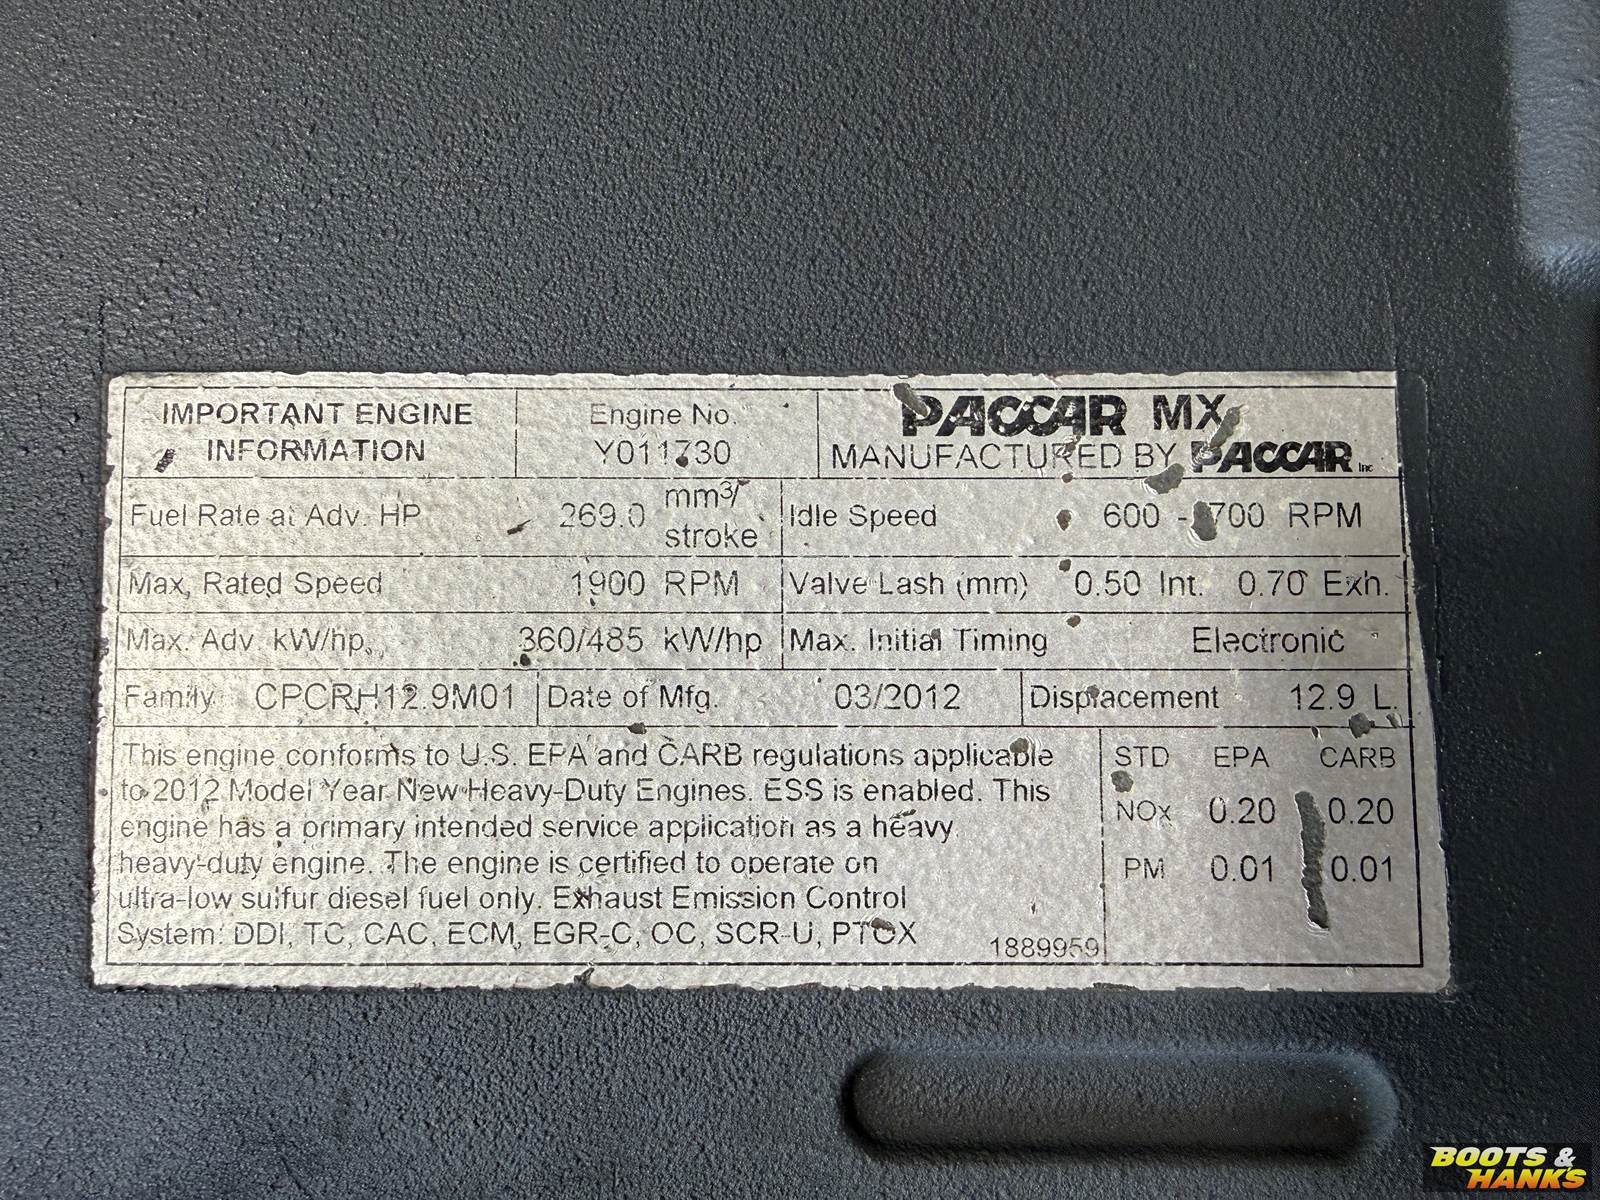 IMPORTANT ENGINE
INFORMATION
Engine No.
Y011730
PACCAR MX
MANUFACTURED BY PACCAR Inc
Fuel Rate at Adv. HP 269.0 mm³/
stroke
Idle Speed 600 - 700 RPM
Max. Rated Speed 1900 RPM
Valve Lash (mm) 0.50 Int. 0.70 Exh.
Max. Adv. kW/hp. 360/485 kW/hp
Max. Initial Timing Electronic
Family CPCRH12.9M01
Date of Mfg. 03/2012
Displacement 12.9 L.
This engine conforms to U.S. EPA and CARB regulations applicable
to 2012 Model Year New Heavy-Duty Engines. ESS is enabled. This
engine has a primary intended service application as a heavy
heavy-duty engine. The engine is certified to operate on
ultra-low sulfur diesel fuel only. Exhaust Emission Control
System: DDI, TC, CAC, ECM, EGR-C, OC, SCR-U, PTOX
1889959
STD EPA CARB
NOx 0.20 0.20
PM 0.01 0.01
BOOTS &
HANKS